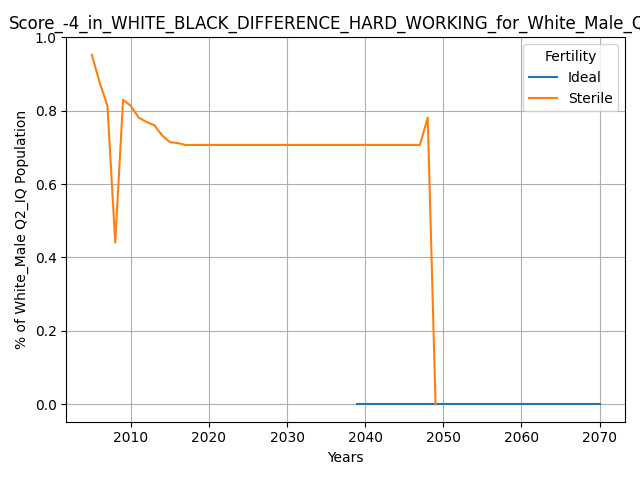 Score_-4_in_WHITE_BLACK_DIFFERENCE_HARD_WORKING_for_White_Male_Q
Fertility
Ideal
Sterile
% of White_Male Q2_IQ Population
1.0
0.8
0.6
0.4
0.2
0.0
2010 2020 2030 2040 2050 2060 2070
Years